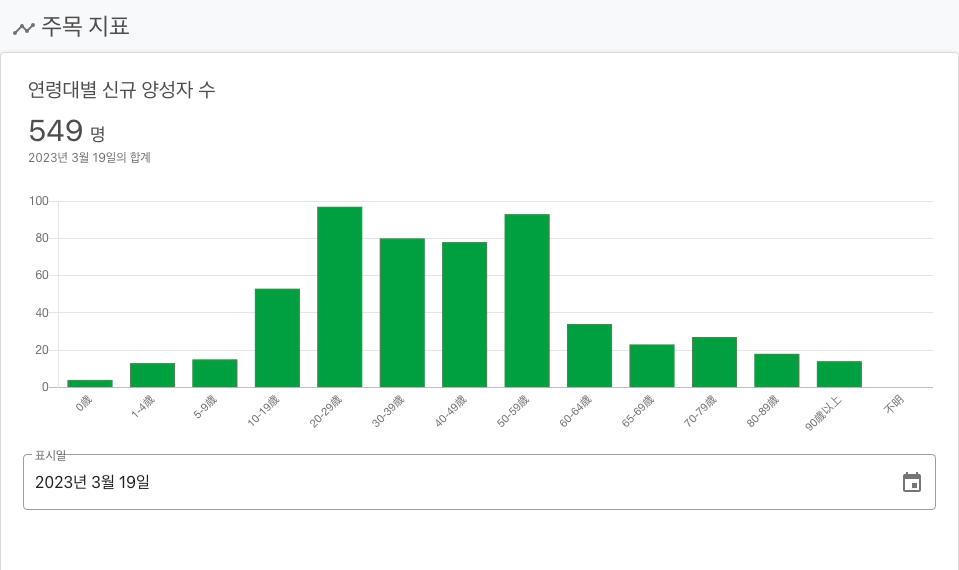 주목 지표
연령대별 신규 양성자 수
549 명
2023년 3월 19일의 합계
100
80
60
40
20
0
0歳
1-4歳
5-9歳
10-19歳
20-29歳
30-39歳
40-49歳
50-59歳
60-64歳
65-69歳
70-79歳
80-89歳
90歳以上
不明
표시일
2023년 3월 19일